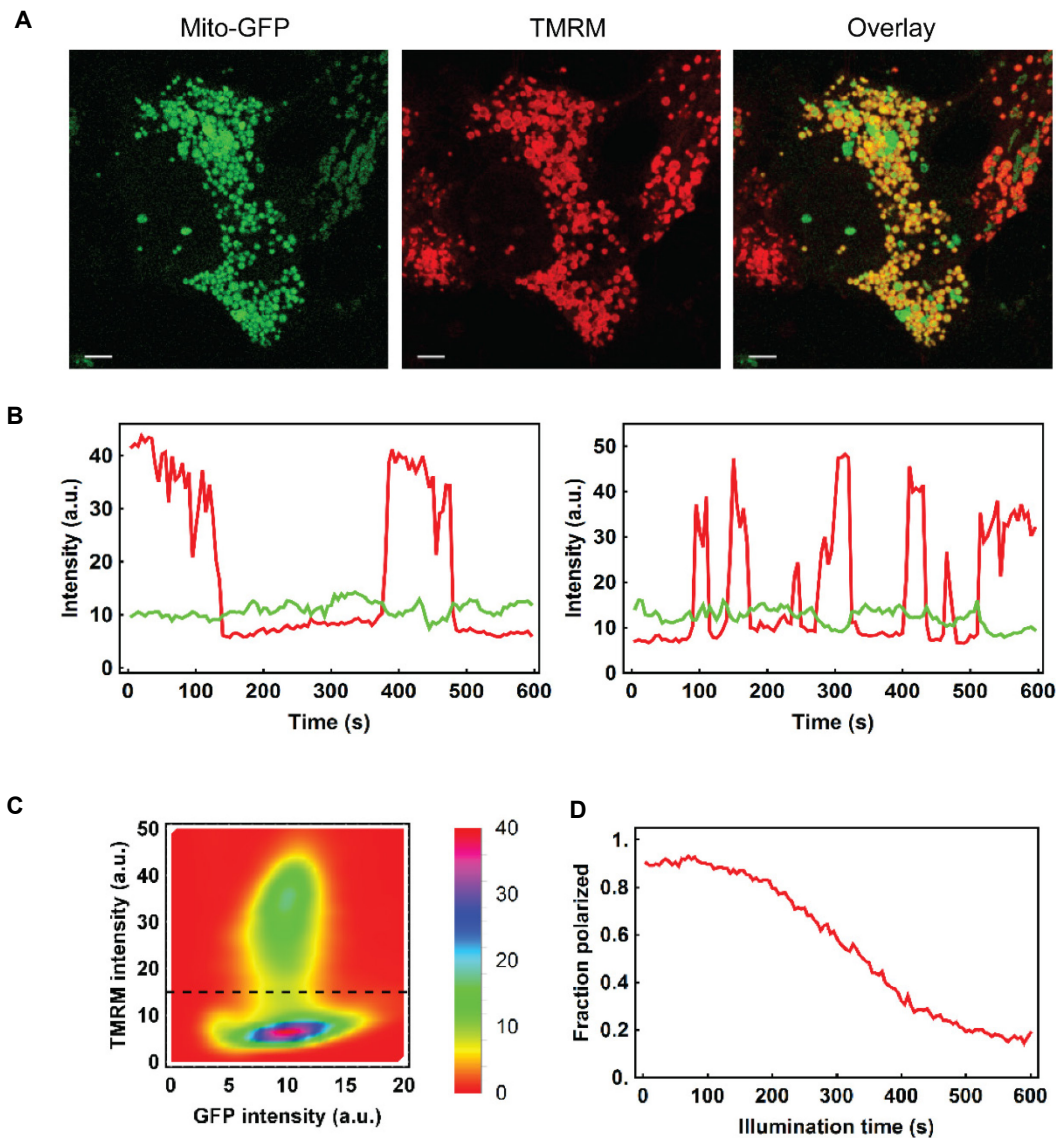 A
Mito-GFP TMRM Overlay
B
Intensity (a.u.)
40
30
20
10
0
0 100 200 300 400 500 600
Time (s)
Intensity (a.u.)
50
40
30
20
10
0
0 100 200 300 400 500 600
Time (s)
C
TMRM intensity (a.u.)
50
40
30
20
10
0
0 5 10 15 20
GFP intensity (a.u.)
40
30
20
10
0
D
Fraction polarized
1.
0.8
0.6
0.4
0.2
0.
0 100 200 300 400 500 600
Illumination time (s)